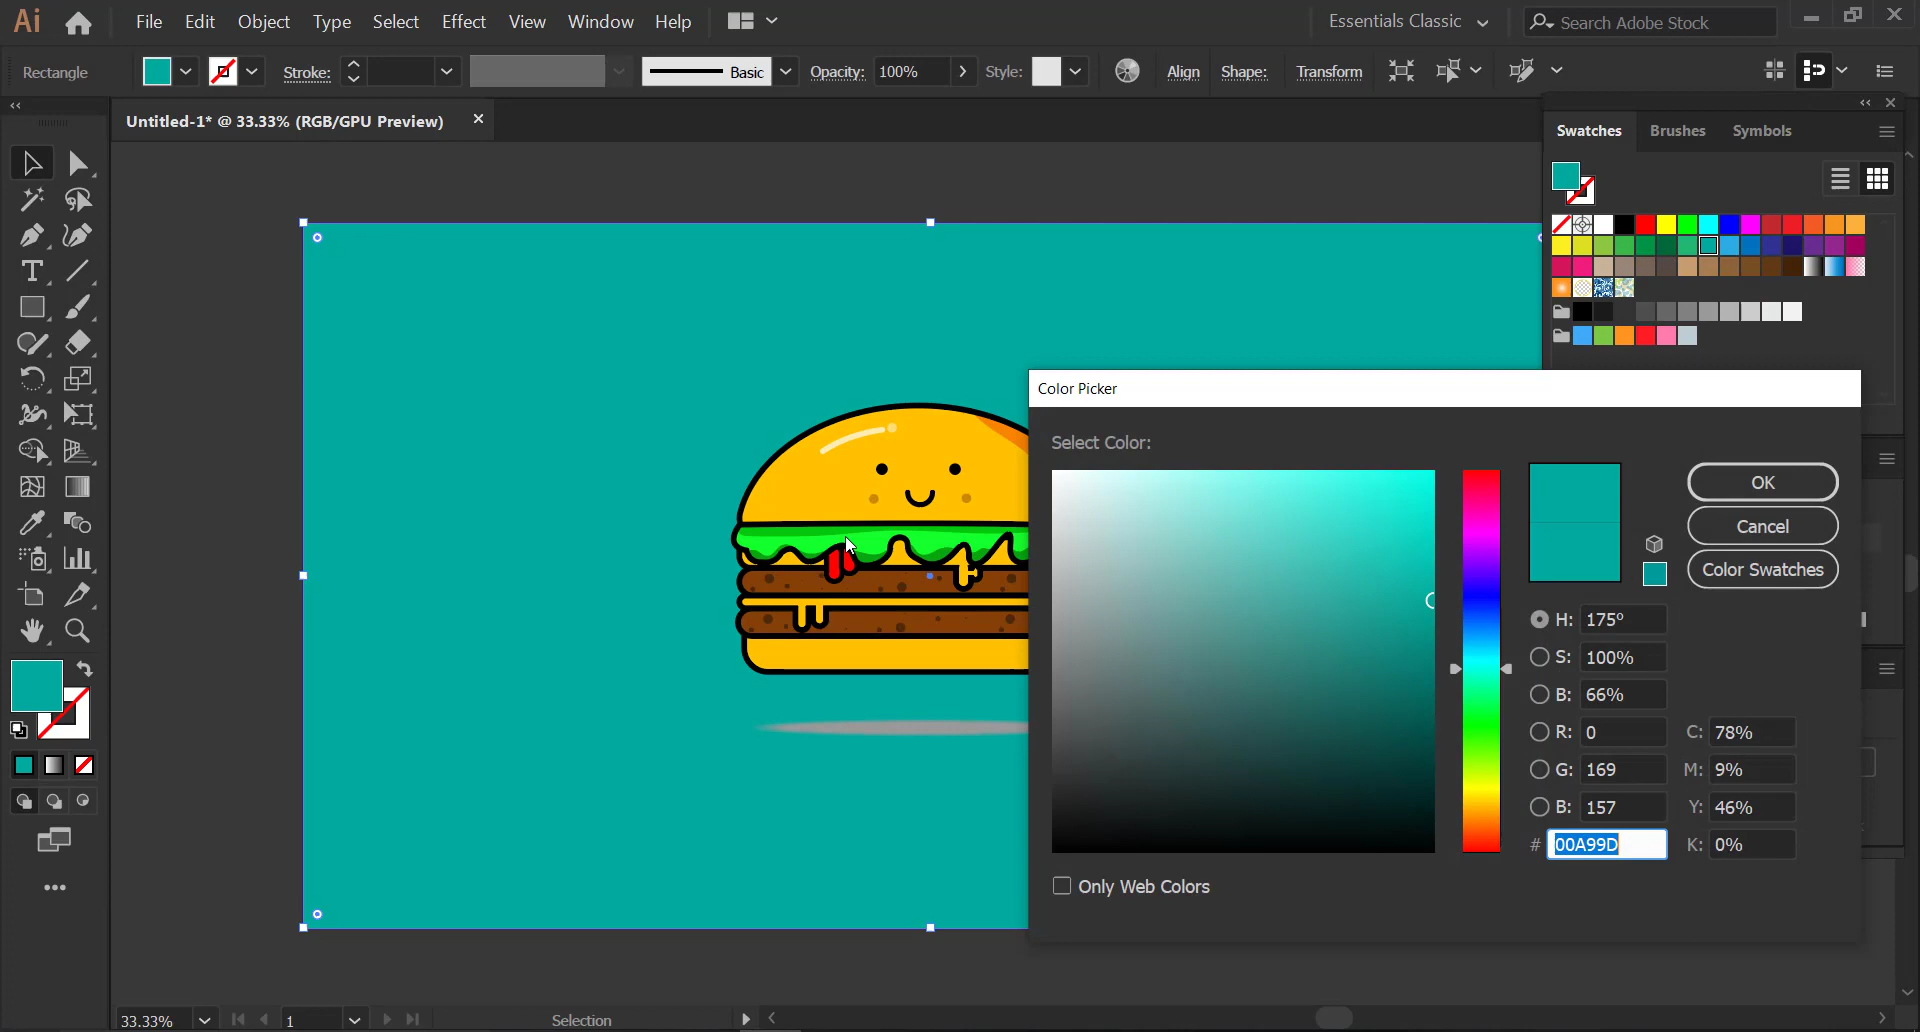 Ai File Edit Object Type Select Effect View Window Help Essentials Classic Search Adobe Stock
Rectangle Stroke: Basic Opacity: 100% Style: Align Shape: Transform
Untitled-1* @ 33.33% (RGB/GPU Preview)
Swatches Brushes Symbols
Color Picker
Select Color:
OK
Cancel
Color Swatches
H: 175°
S: 100%
B: 66%
R: 0 C: 78%
G: 169 M: 9%
B: 157 Y: 46%
# 00A99D K: 0%
Only Web Colors
33.33% 1 Selection